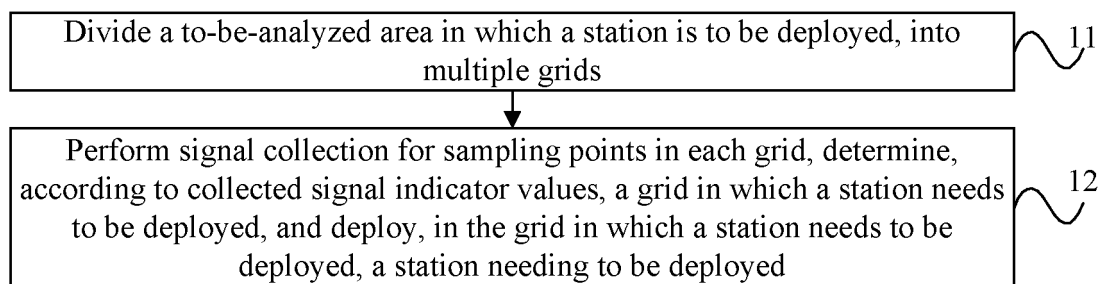 Divide a to-be-analyzed area in which a station is to be deployed, into
multiple grids
11
Perform signal collection for sampling points in each grid, determine,
according to collected signal indicator values, a grid in which a station needs
to be deployed, and deploy, in the grid in which a station needs to be
deployed, a station needing to be deployed
12